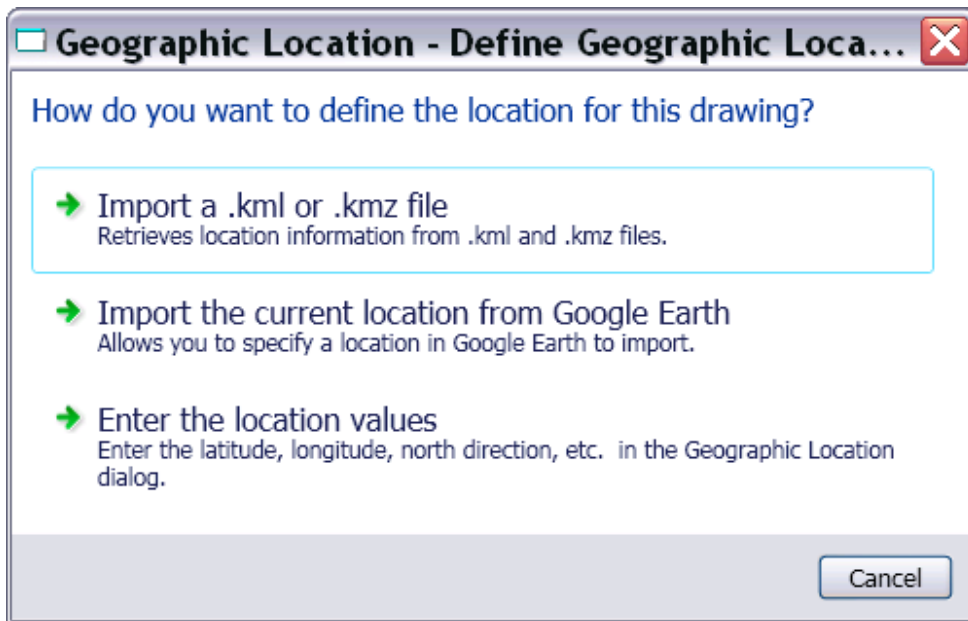 Geographic Location - Define Geographic Loca...
How do you want to define the location for this drawing?
Import a .kml or .kmz file
Retrieves location information from .kml and .kmz files.
Import the current location from Google Earth
Allows you to specify a location in Google Earth to import.
Enter the location values
Enter the latitude, longitude, north direction, etc.  in the Geographic Location
dialog.
Cancel